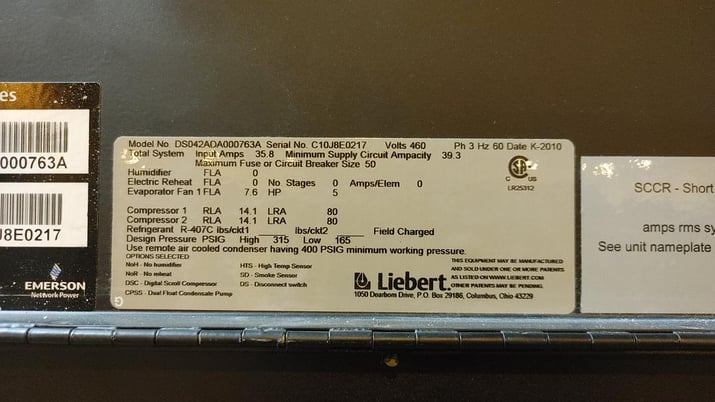 es
000763A
J8E0217
EMERSON
Network Power
Model No. DS042ADA000763A Serial No. C10J8E0217 Volts 460 Ph 3 Hz 60 Date K-2010
Total System Input Amps 35.8 Minimum Supply Circuit Ampacity 39.3
Maximum Fuse or Circuit Breaker Size 50
Humidifier FLA 0
Electric Reheat FLA 0 No Stages 0 Amps/Elem 0
Evaporator Fan 1 FLA 7.6 HP 5
Compressor 1 RLA 14.1 LRA 80
Compressor 2 RLA 14.1 LRA 80
Refrigerant R-407C lbs/ckt1 lbs/ckt2 Field Charged
Design Pressure PSIG High 315 Low 165
Use remote air cooled condenser having 400 PSIG minimum working pressure.
OPTIONS SELECTED
NoH - No humidifier HTS - High Temp Sensor
NoR - No reheat SD - Smoke Sensor
DSC - Digital Scroll Compressor DS - Disconnect switch
CPSS - Dual Float Condensate Pump
C US
LR25312
THIS EQUIPMENT MAY BE MANUFACTURED
AND SOLD UNDER ONE OR MORE PATENTS
AS LISTED ON WWW.LIEBERT.COM
OTHER PATENTS MAY BE PENDING.
Liebert.
1050 Dearborn Drive, P.O. Box 29186, Columbus, Ohio 43229
SCCR - Short
amps rms sy
See unit nameplate